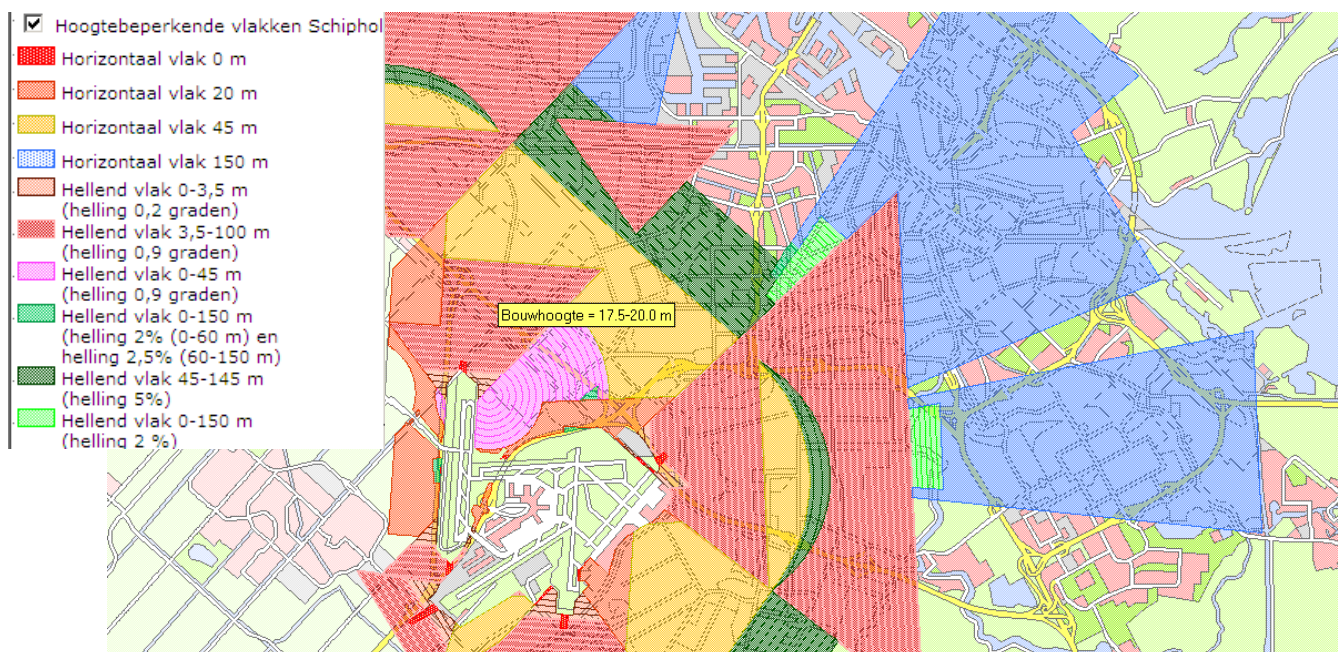 Hoogtebeperkende vlakken Schiphol
Horizontaal vlak 0 m
Horizontaal vlak 20 m
Horizontaal vlak 45 m
Horizontaal vlak 150 m
Hellend vlak 0-3,5 m
(helling 0,2 graden)
Hellend vlak 3,5-100 m
(helling 0,9 graden)
Hellend vlak 0-45 m
(helling 0,9 graden)
Hellend vlak 0-150 m
(helling 2% (0-60 m) en
helling 2,5% (60-150 m)
Hellend vlak 45-145 m
(helling 5%)
Hellend vlak 0-150 m
(helling 2 %)
Bouwhoogte = 17.5-20.0 m